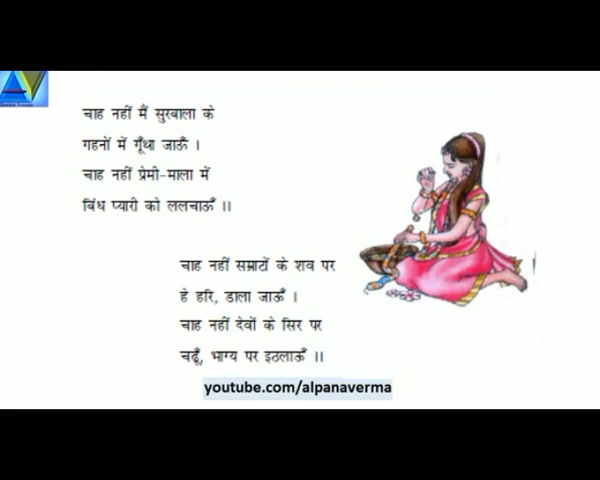 चाह नहीं मैं सुरबाला के
गहनों में गूँथा जाऊँ ।
चाह नहीं प्रेमी-माला में
बिंध प्यारी को ललचाऊँ ।।
चाह नहीं सम्राटों के शव पर
हे हरि, डाला जाऊँ ।
चाह नहीं देवों के सिर पर
चढ़ूँ, भाग्य पर इठलाऊँ ।।
youtube.com/alpanaverma